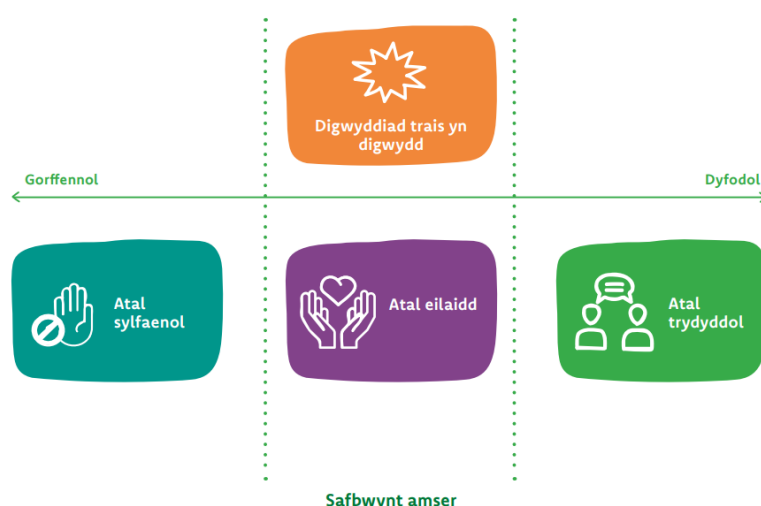 Digwyddiad trais yn
digwydd
Gorffennol
Dyfodol
Atal
sylfaenol
Atal eilaidd
Atal
trydyddol
Safbwynt amser